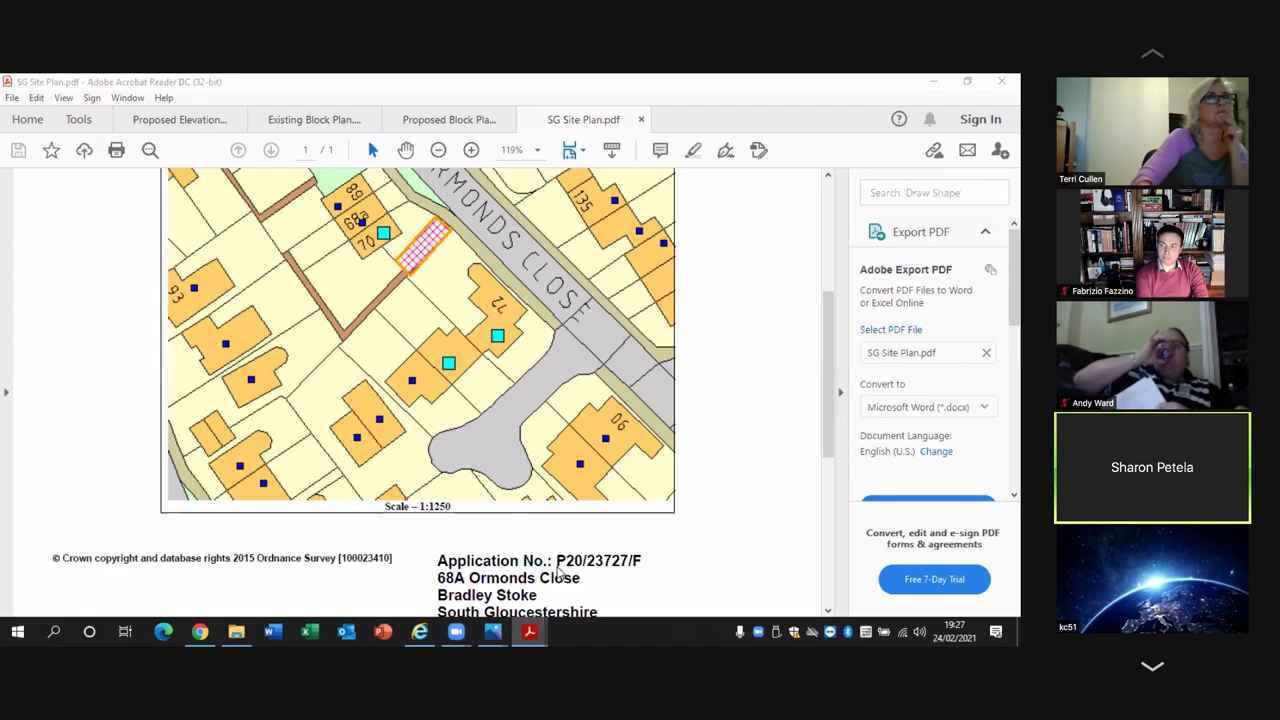 SG Site Plan.pdf - Adobe Acrobat Reader DC (32-bit)
File Edit View Sign Window Help
Home Tools Proposed Elevation... Existing Block Plan.... Proposed Block Pla... SG Site Plan.pdf
Sign In
1 / 1 119%
ORMONDS CLOSE
89
68a
70
135
93
72
90
Scale – 1:1250
© Crown copyright and database rights 2015 Ordnance Survey [100023410]
Application No.: P20/23727/F
68A Ormonds Close
Bradley Stoke
South Gloucestershire
Search 'Draw Shape'
Export PDF
Adobe Export PDF
Convert PDF Files to Word
or Excel Online
Select PDF File
SG Site Plan.pdf
Convert to
Microsoft Word (*.docx)
Document Language:
English (U.S.) Change
Convert, edit and e-sign PDF
forms & agreements
Free 7-Day Trial
19:27
24/02/2021
Terri Cullen
Fabrizio Fazzino
Andy Ward
Sharon Petela
kc51